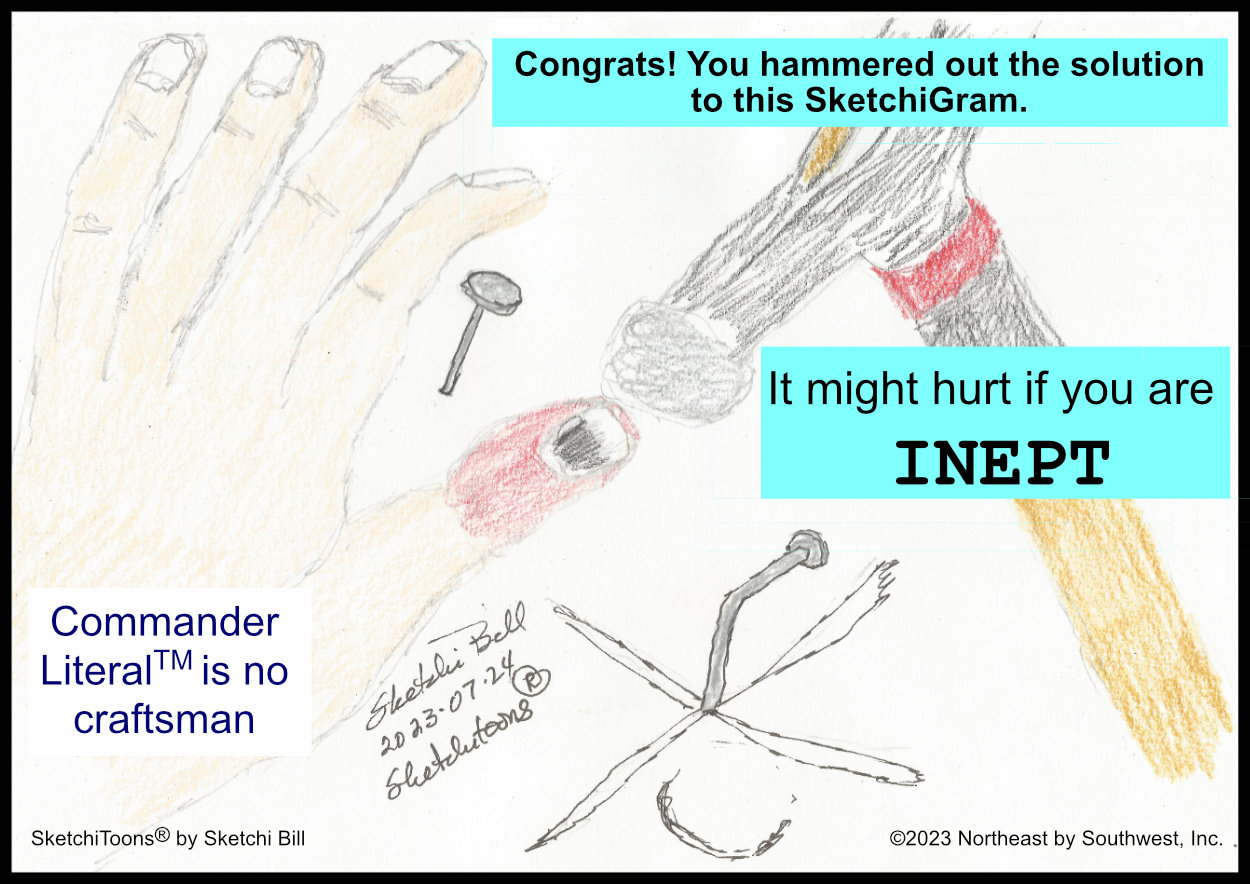 Congrats! You hammered out the solution
to this SketchiGram.
It might hurt if you are
INEPT
Commander
Literal™ is no
craftsman
Sketchi Bill
2023.07.24
®
Sketchitoons
SketchiToons® by Sketchi Bill
©2023 Northeast by Southwest, Inc.